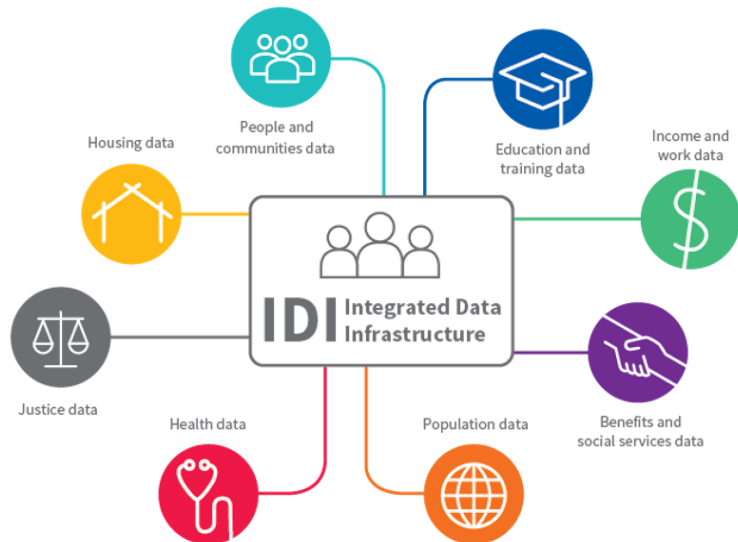 People and
communities data
Education and
training data
Income and
work data
Housing data
IDI
Integrated Data
Infrastructure
Justice data
Benefits and
social services data
Health data
Population data